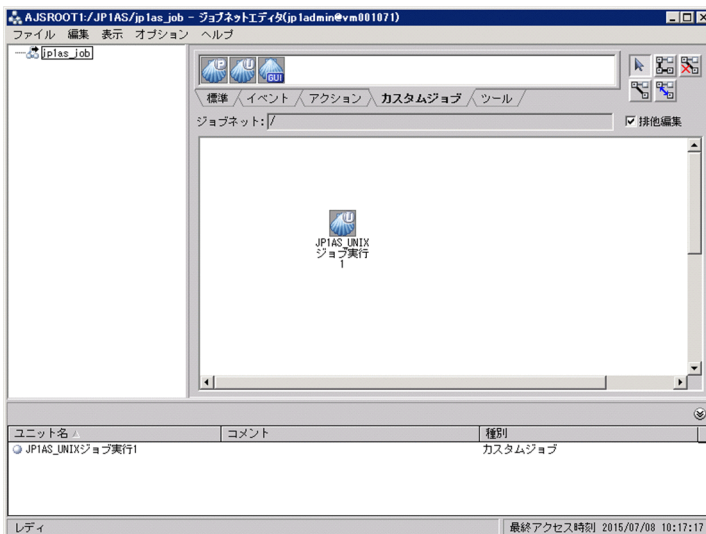 AJSROOT1:/JP1AS/jp1as_job - ジョブネットエディタ(jp1admin@vm001071)
ファイル 編集 表示 オプション ヘルプ
jp1as_job
P U GUI
標準 イベント アクション カスタムジョブ ツール
ジョブネット: /
排他編集
U
JP1AS_UNIX
ジョブ実行
1
ユニット名 コメント 種別
JP1AS_UNIXジョブ実行1 カスタムジョブ
レディ 最終アクセス時刻 2015/07/08 10:17:17